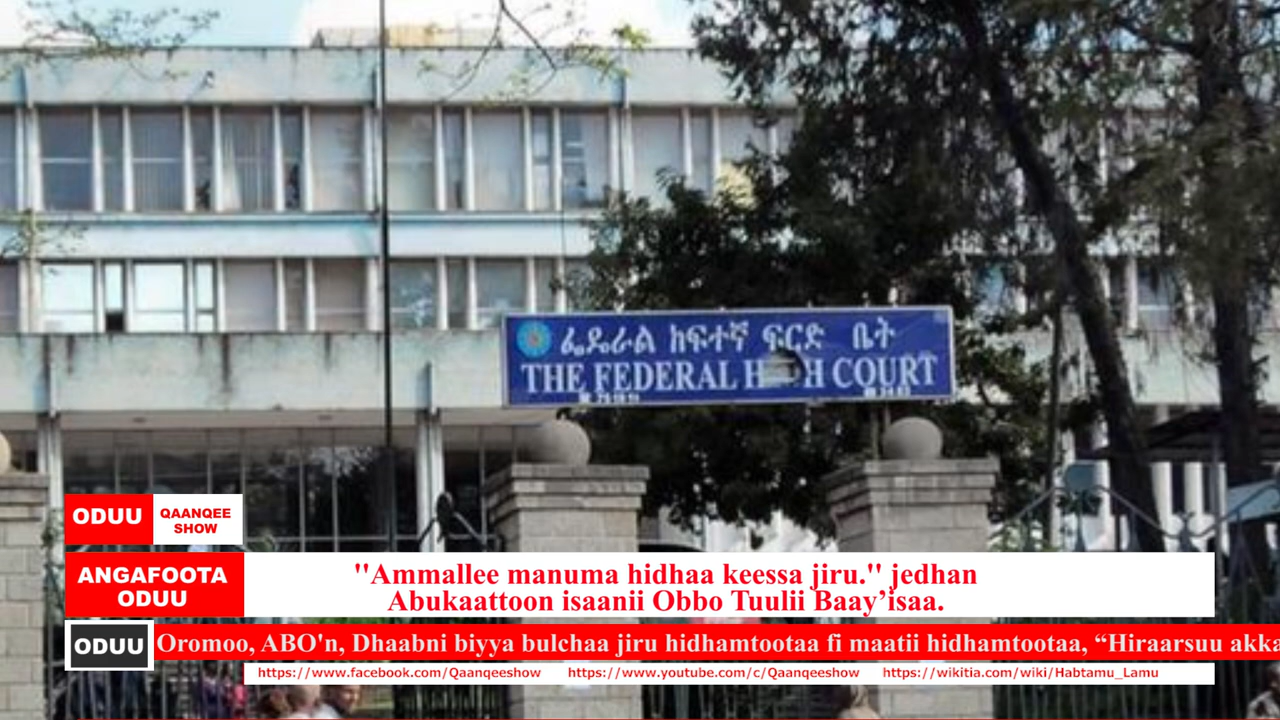 ፌዴራል ከፍተኛ ፍርድ ቤት
THE FEDERAL H H COURT
ODUU
QAANQEE
SHOW
ANGAFOOTA
ODUU
"Ammallee manuma hidhaa keessa jiru." jedhan
Abukaattoon isaanii Obbo Tuulii Baay’isaa.
ODUU
Oromoo, ABO'n, Dhaabni biyya bulchaa jiru hidhamtootaa fi maatii hidhamtootaa, “Hiraarsuu akka
https://www.facebook.com/Qaanqeeshow https://www.youtube.com/c/Qaanqeeshow https://wikitia.com/wiki/Habtamu_Lamu